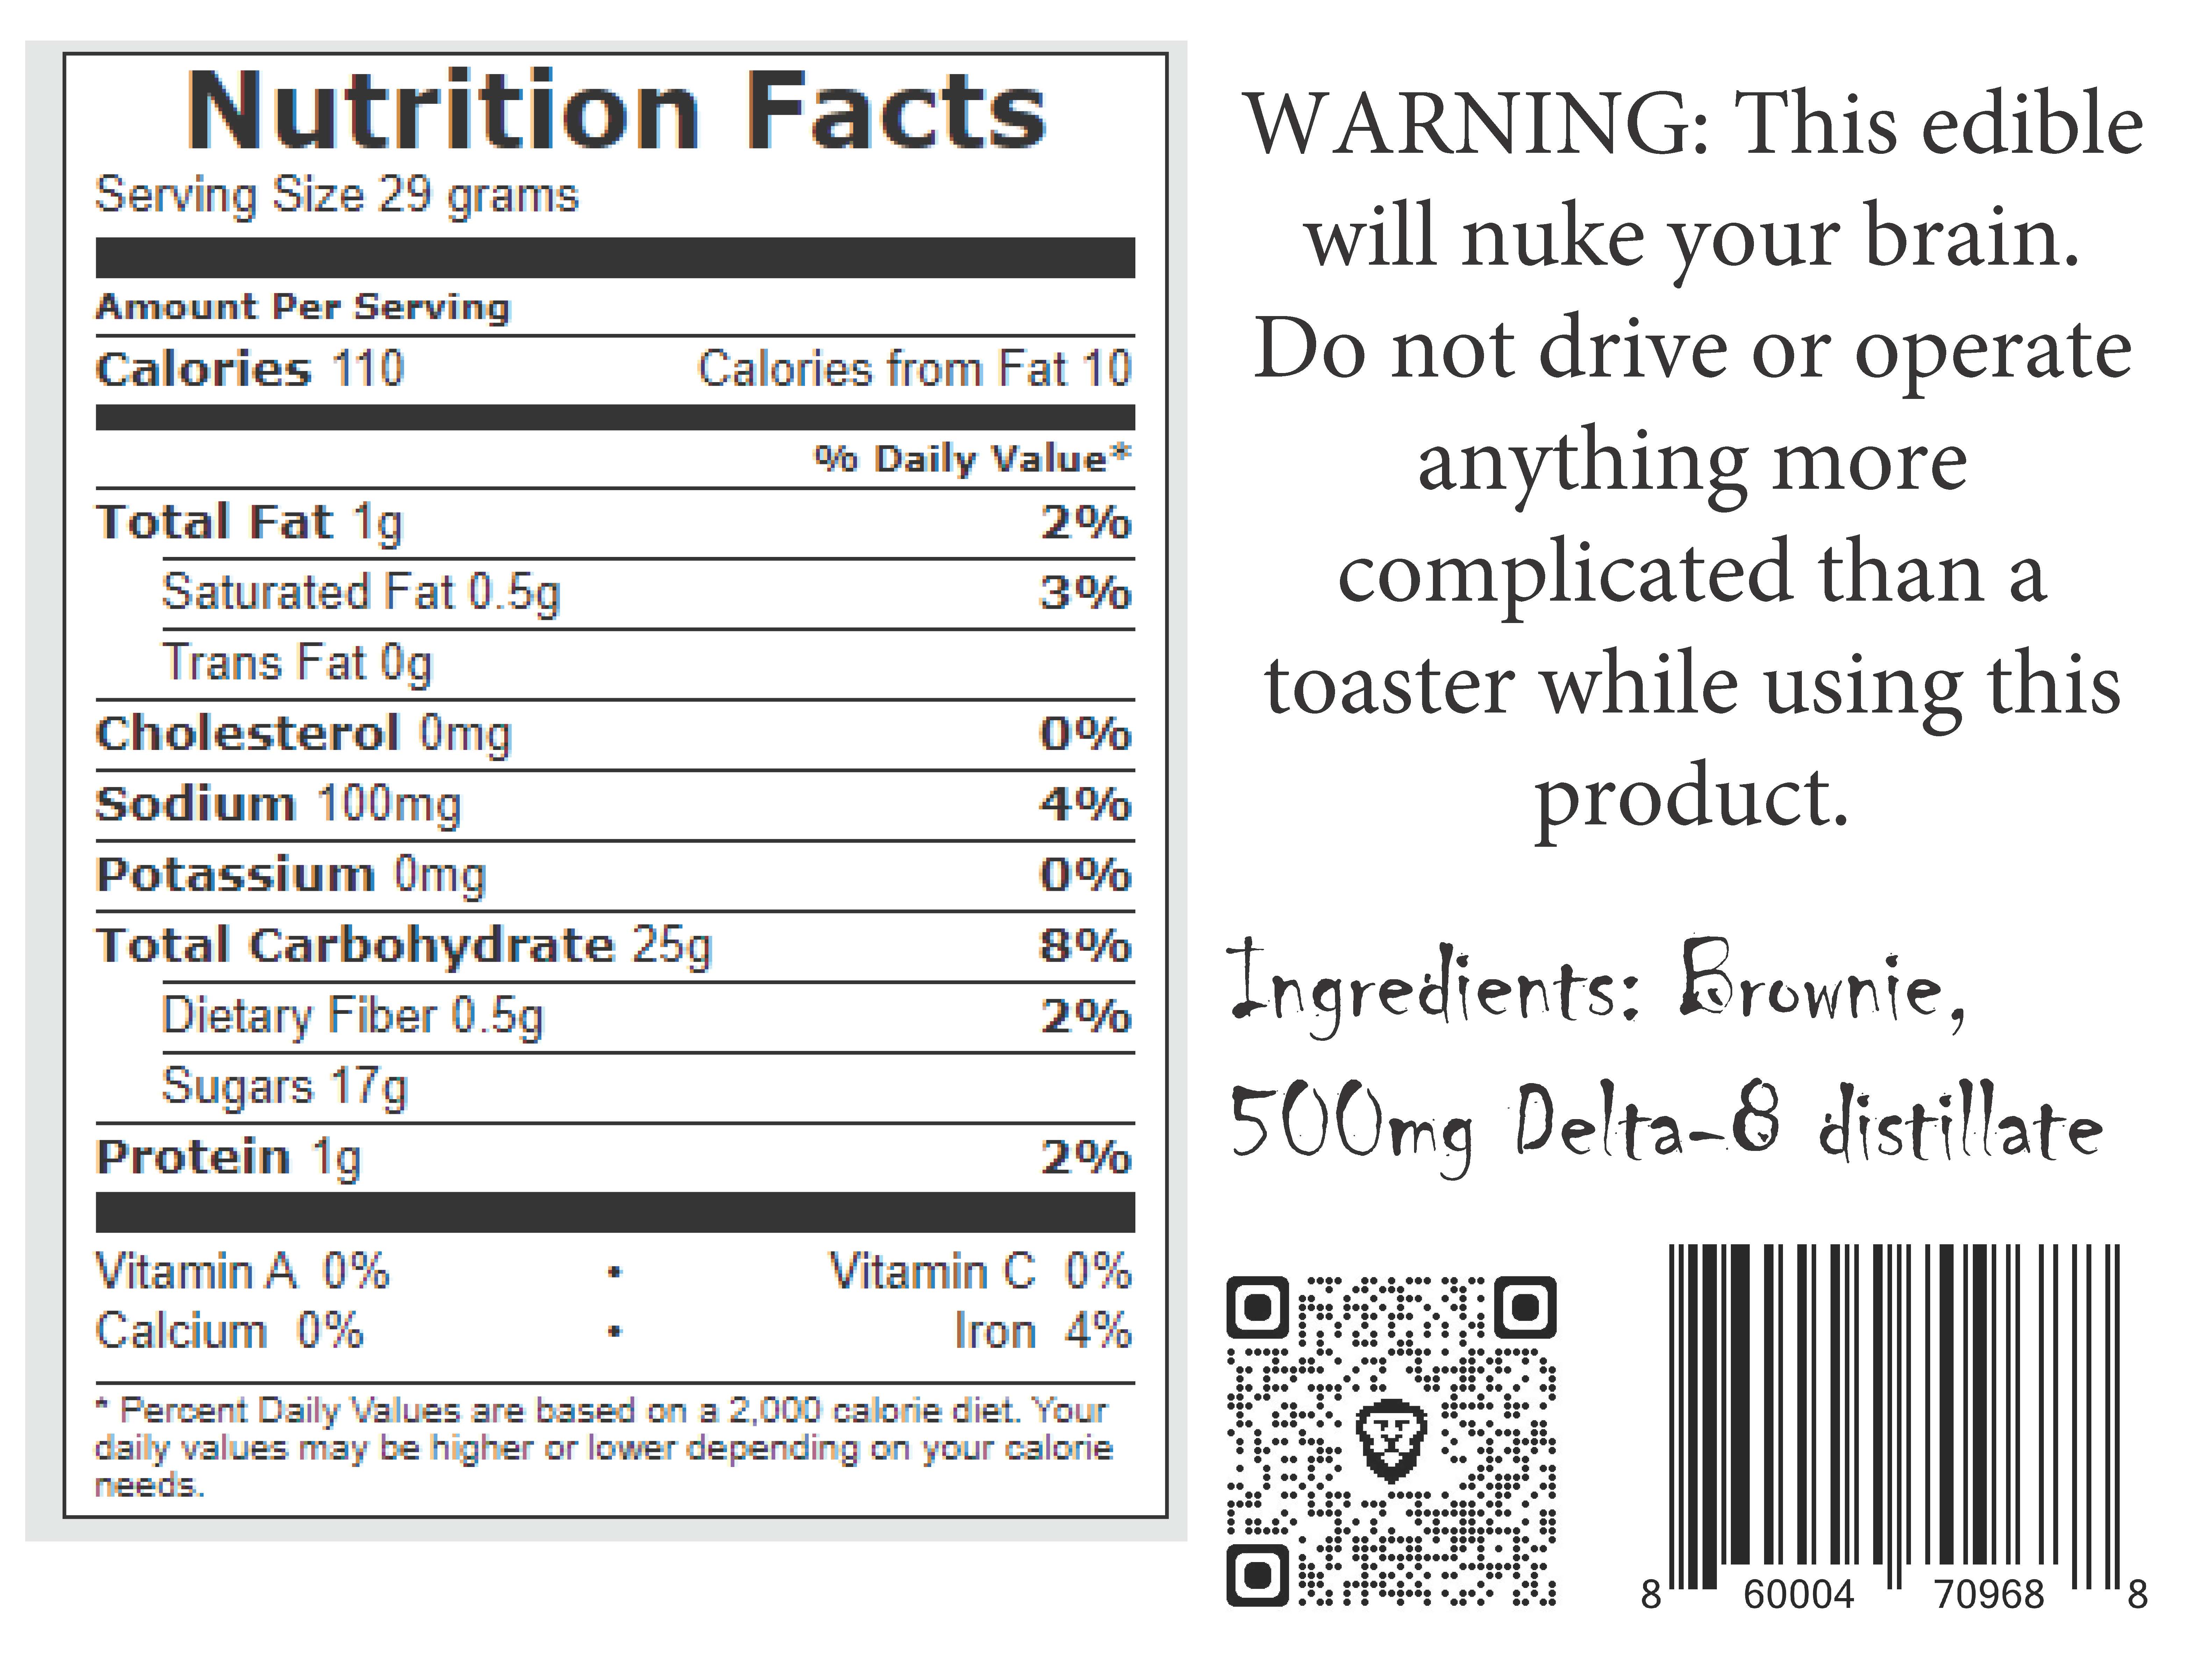 Nutrition Facts
Serving Size 29 grams
Amount Per Serving
Calories 110 Calories from Fat 10
% Daily Value*
Total Fat 1g 2%
Saturated Fat 0.5g 3%
Trans Fat 0g
Cholesterol 0mg 0%
Sodium 100mg 4%
Potassium 0mg 0%
Total Carbohydrate 25g 8%
Dietary Fiber 0.5g 2%
Sugars 17g
Protein 1g 2%
Vitamin A 0% • Vitamin C 0%
Calcium 0% • Iron 4%
* Percent Daily Values are based on a 2,000 calorie diet. Your
daily values may be higher or lower depending on your calorie
needs.
WARNING: This edible
will nuke your brain.
Do not drive or operate
anything more
complicated than a
toaster while using this
product.
Ingredients: Brownie,
500mg Delta-8 distillate
8 60004 70968 8